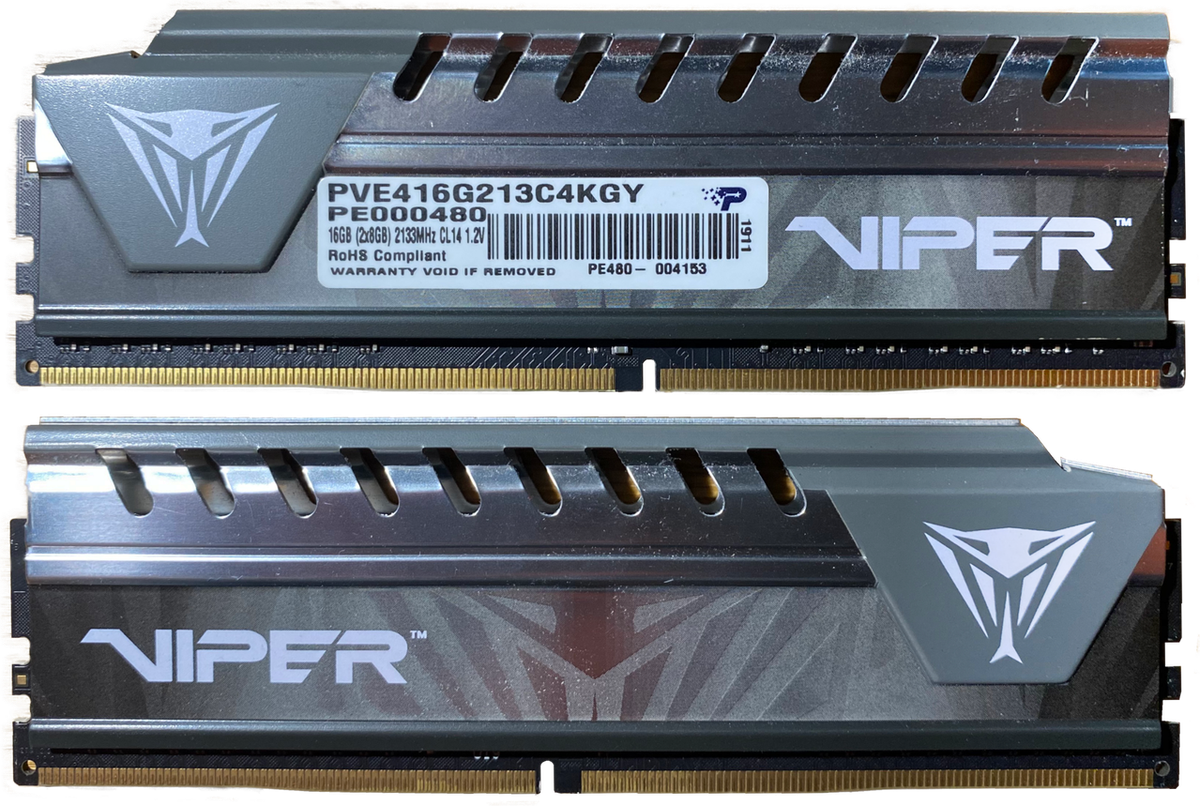 PVE416G213C4KGY
PE000480
16GB (2x8GB) 2133MHz CL14 1.2V
RoHS Compliant
WARRANTY VOID IF REMOVED
PE480- 004153
1911
VIPER™
VIPER™